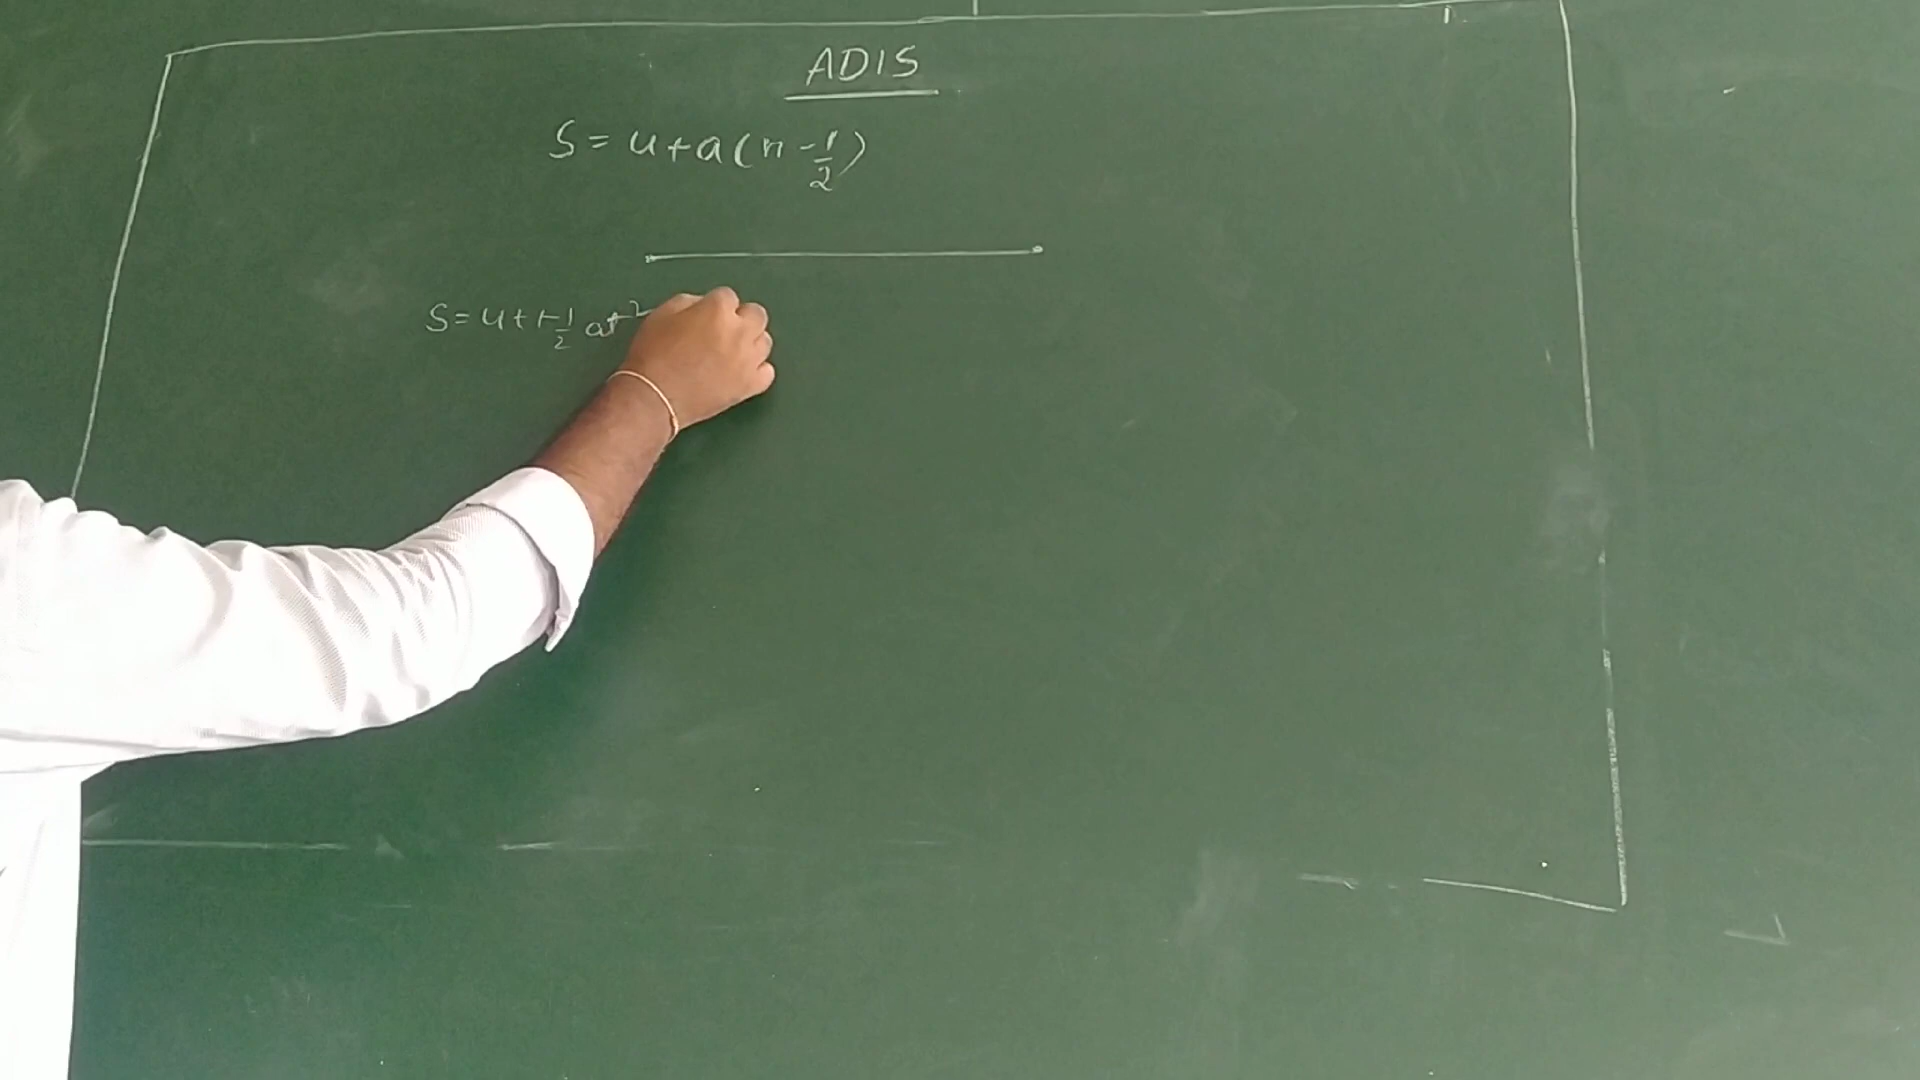 ADIS
S = u + a (n - 1/2)
S = ut + 1/2 at²